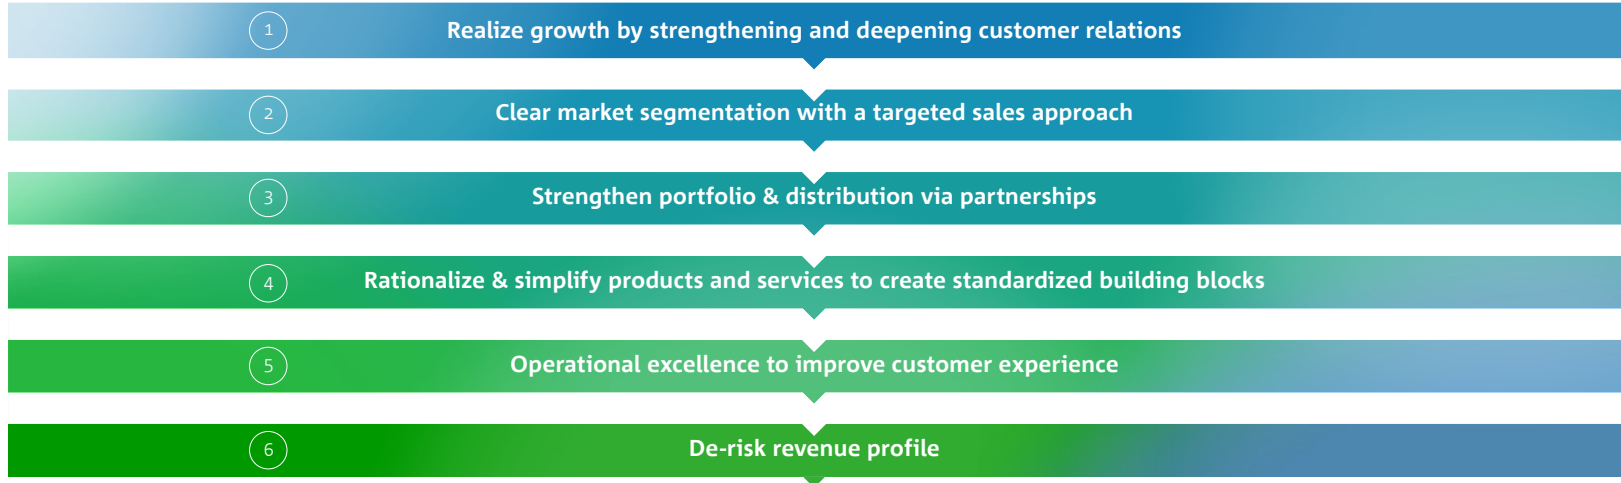 1 Realize growth by strengthening and deepening customer relations
2 Clear market segmentation with a targeted sales approach
3 Strengthen portfolio & distribution via partnerships
4 Rationalize & simplify products and services to create standardized building blocks
5 Operational excellence to improve customer experience
6 De-risk revenue profile